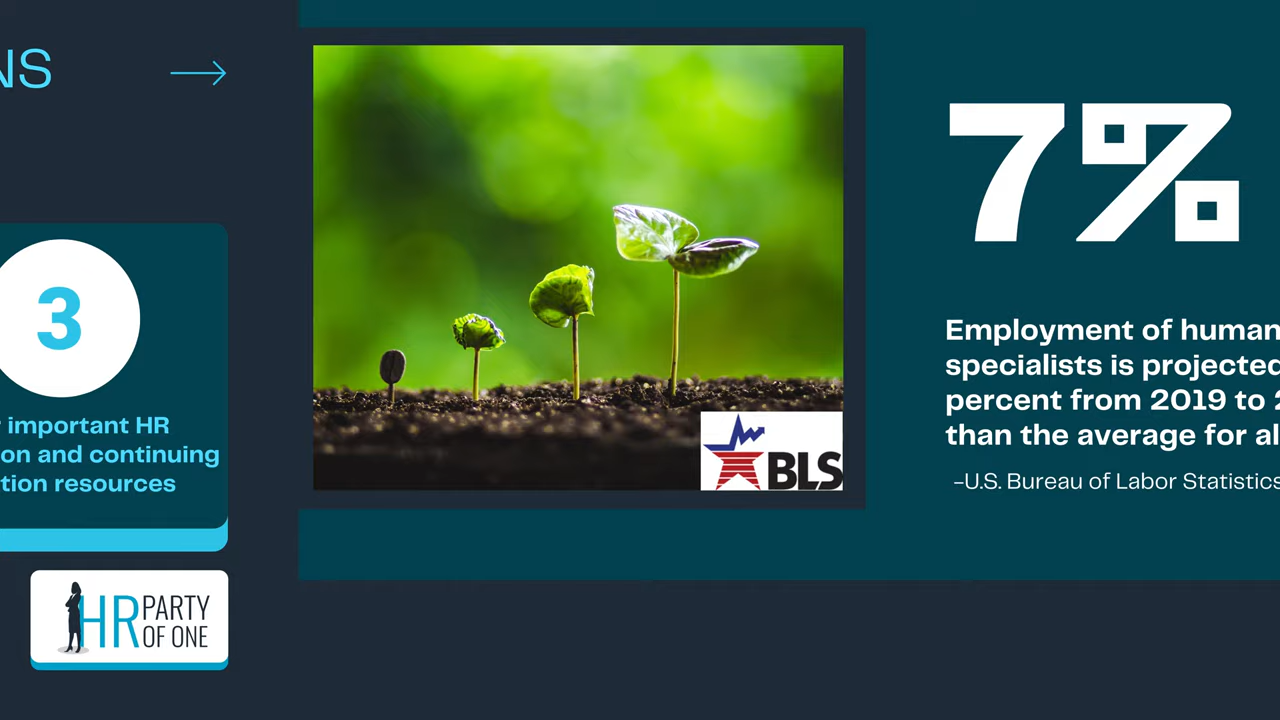 NS
3
important HR
on and continuing
tion resources
HR PARTY
OF ONE
BLS
7%
Employment of human
specialists is projected
percent from 2019 to
than the average for al
–U.S. Bureau of Labor Statistics